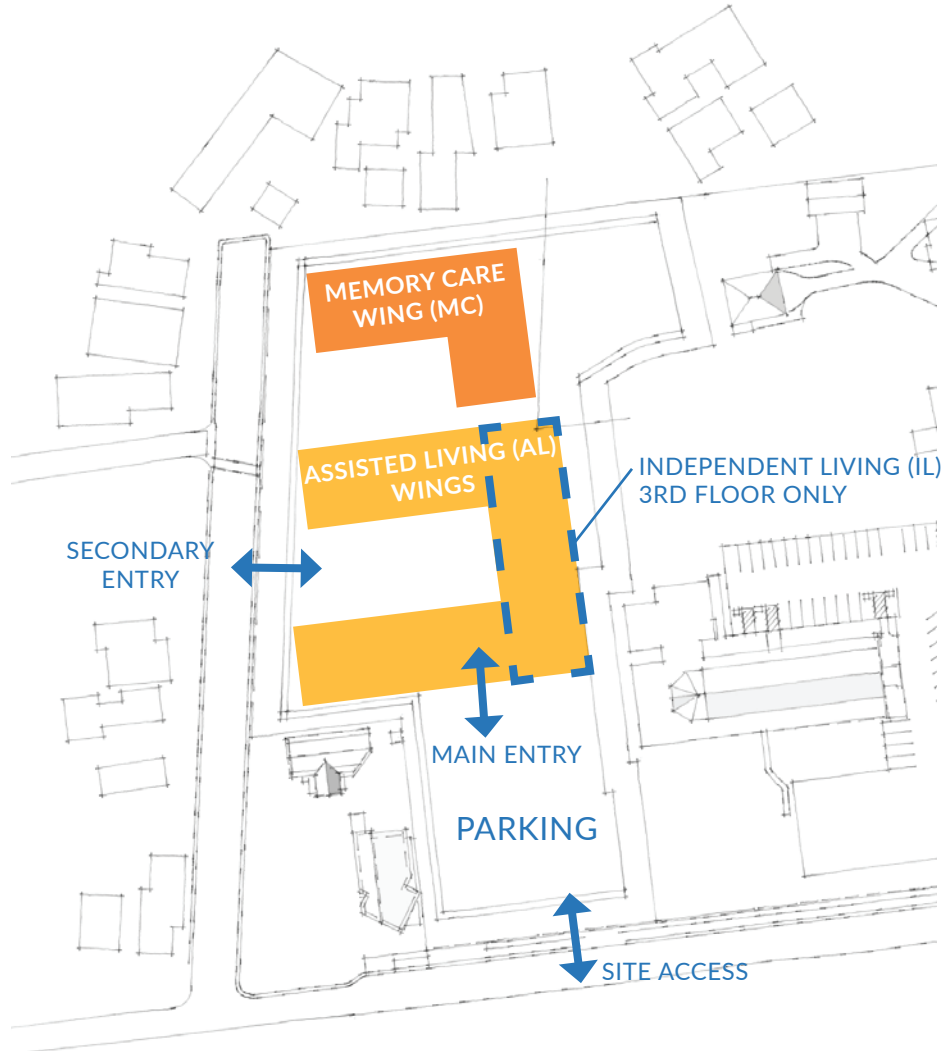 MEMORY CARE
WING (MC)
ASSISTED LIVING (AL)
WINGS
INDEPENDENT LIVING (IL)
3RD FLOOR ONLY
SECONDARY
ENTRY
MAIN ENTRY
PARKING
SITE ACCESS